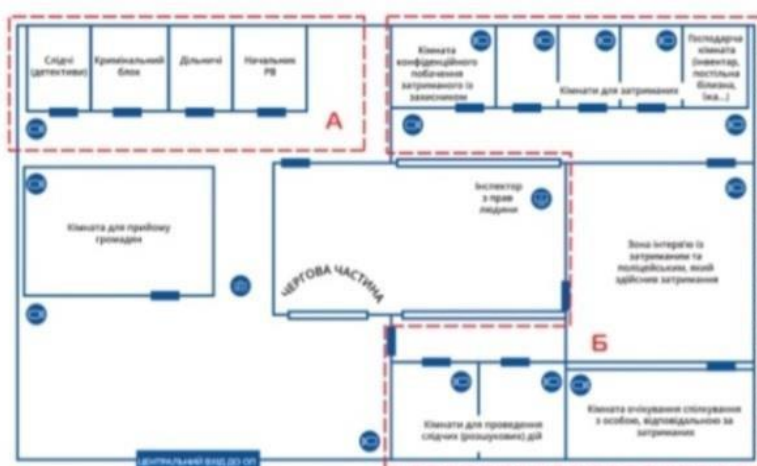 Слідчі
(детективи)
Кримінальний
блок
Дільничі
Начальник
РВ
А
Кімната
конфіденційного
побачення
затриманого із
захисником
Кімнати для затриманих
Господарча
кімната
(інвентар,
постільна
білизна,
їжа...)
Кімната для прийому
громадян
Інспектор
з прав
людини
ЧЕРГОВА ЧАСТИНА
Зона інтерв'ю із
затриманим та
поліцейським, який
здійснив затримання
Б
Кімнати для проведення
слідчих (розшукових) дій
Кімната очікування спілкування
з особою, відповідальною за
затриманих
ЦЕНТРАЛЬНИЙ ВХІД ДО ОП